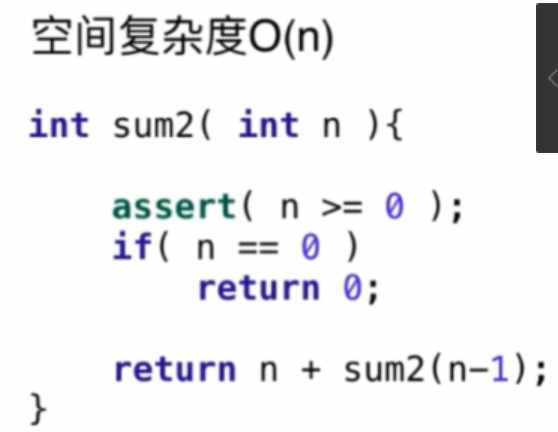 空间复杂度O(n)
int sum2( int n ){
assert( n >= 0 );
if( n == 0 )
return 0;
return n + sum2(n-1);
}